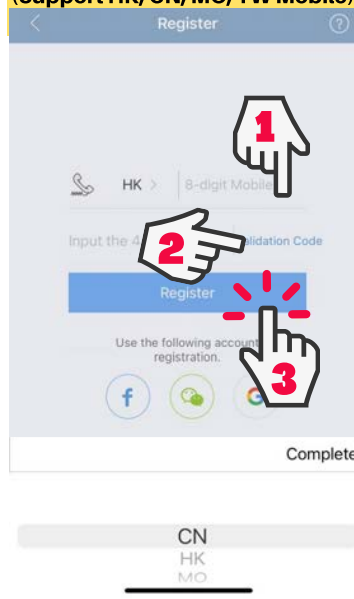 (Support HK, CN, MO, TW Mobile)
Register
1
HK > 8-digit Mobile
Input the 4 Validation Code
2
Register
Use the following account
registration.
3
Complete
CN
HK
MO